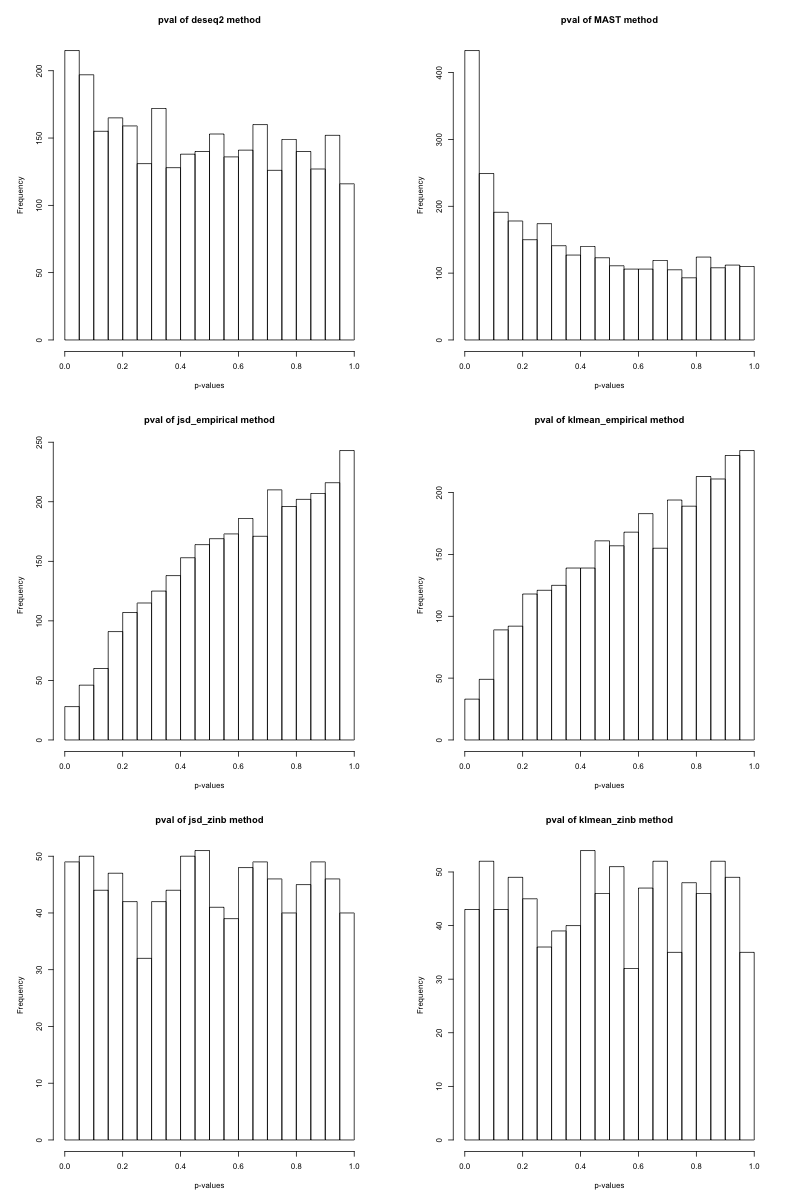 pval of deseq2 method
Frequency
0
50
100
150
200
0.0 0.2 0.4 0.6 0.8 1.0
p-values
pval of MAST method
Frequency
0
100
200
300
400
0.0 0.2 0.4 0.6 0.8 1.0
p-values
pval of jsd_empirical method
Frequency
0
50
100
150
200
250
0.0 0.2 0.4 0.6 0.8 1.0
p-values
pval of klmean_empirical method
Frequency
0
50
100
150
200
0.0 0.2 0.4 0.6 0.8 1.0
p-values
pval of jsd_zinb method
Frequency
0
10
20
30
40
50
0.0 0.2 0.4 0.6 0.8 1.0
p-values
pval of klmean_zinb method
Frequency
0
10
20
30
40
50
0.0 0.2 0.4 0.6 0.8 1.0
p-values